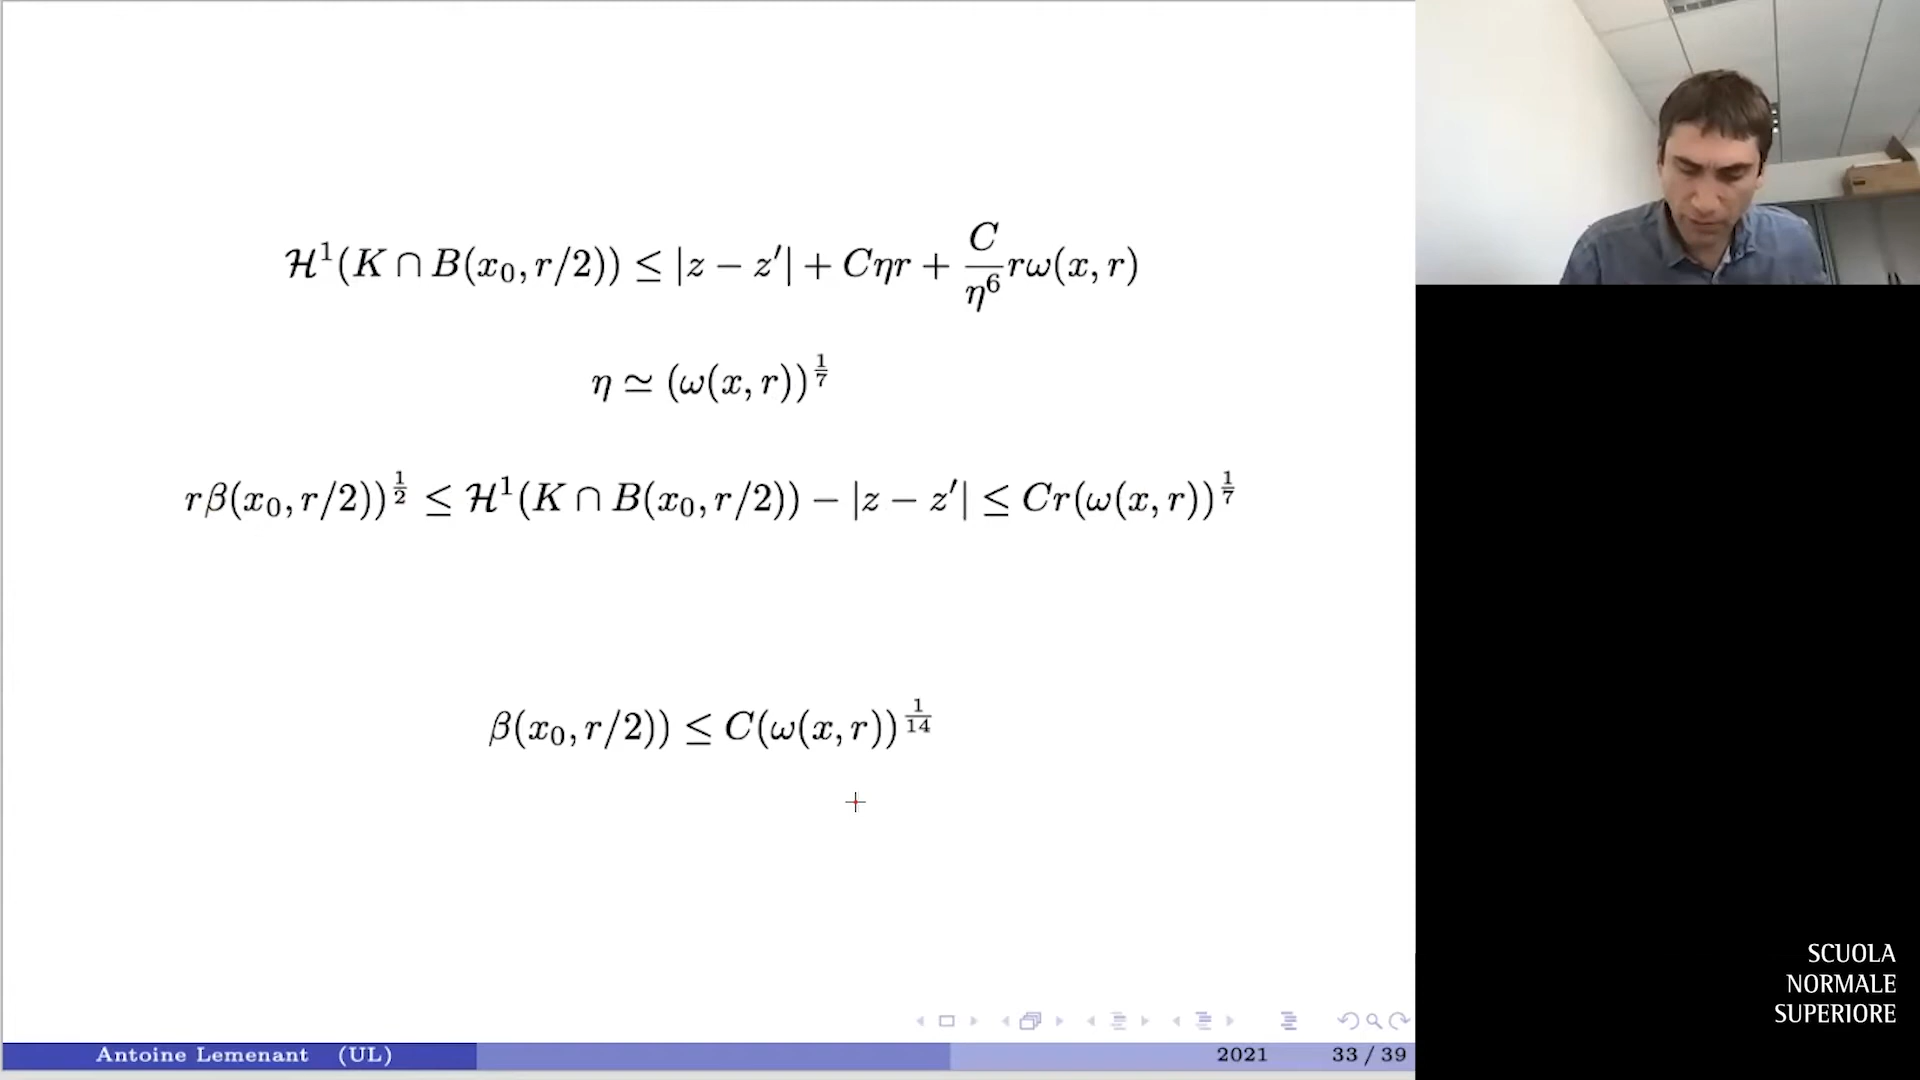 $\mathcal{H}^1(K \cap B(x_0, r/2)) \leq |z - z'| + C\eta r + \frac{C}{\eta^6} r\omega(x, r)$
$\eta \simeq (\omega(x, r))^{\frac{1}{7}}$
$r\beta(x_0, r/2))^{\frac{1}{2}} \leq \mathcal{H}^1(K \cap B(x_0, r/2)) - |z - z'| \leq Cr(\omega(x, r))^{\frac{1}{7}}$
$\beta(x_0, r/2)) \leq C(\omega(x, r))^{\frac{1}{14}}$
Antoine Lemenant (UL) 2021 33 / 39
SCUOLA
NORMALE
SUPERIORE